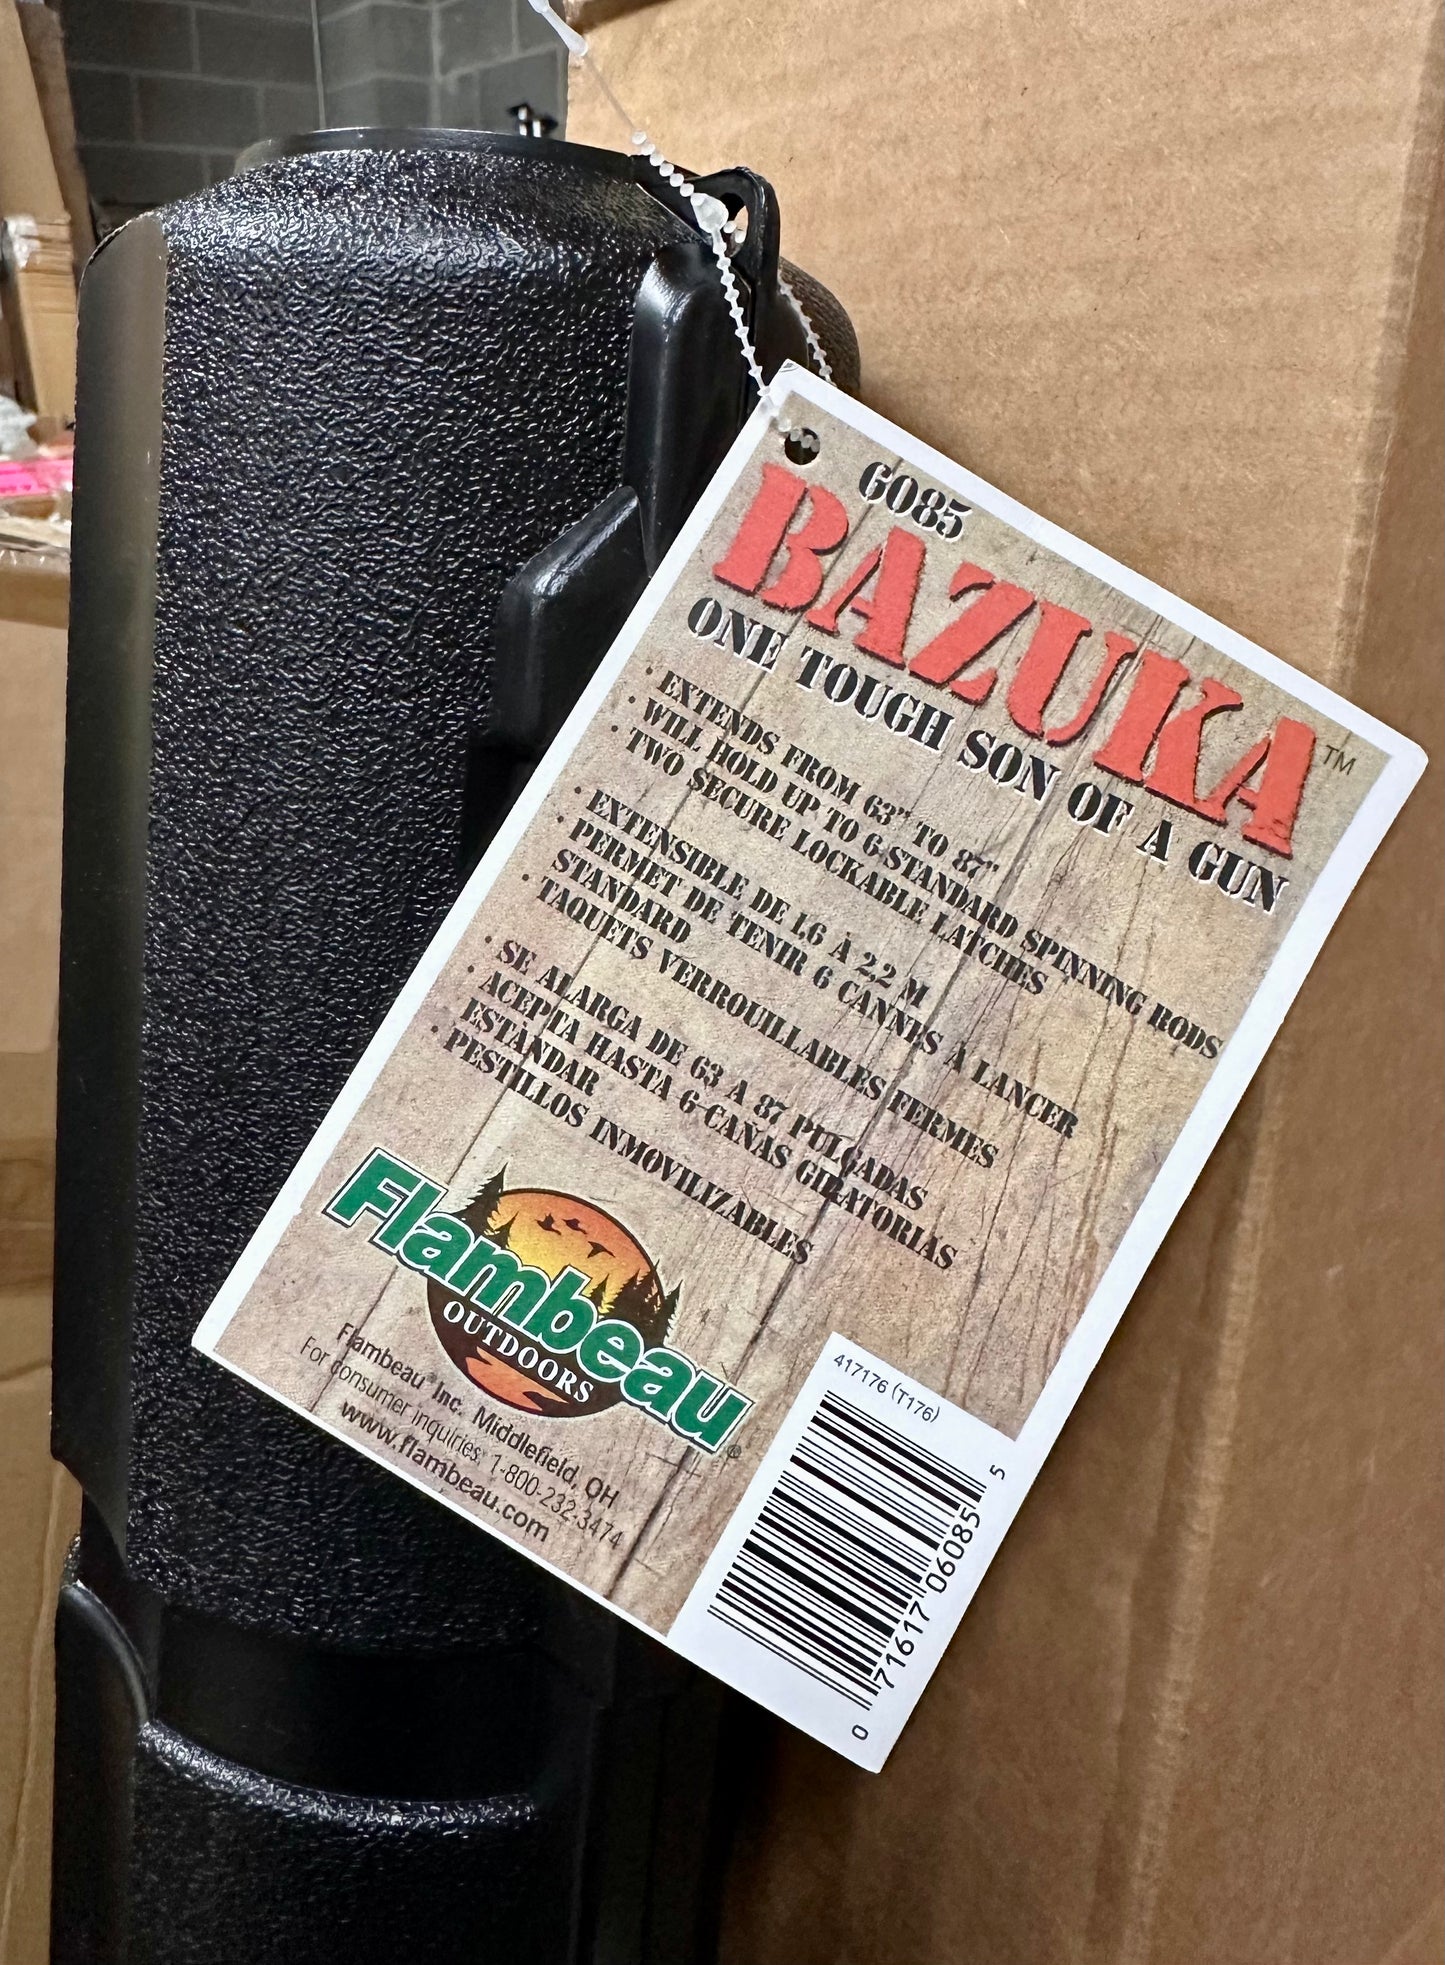 6085
BAZUKA™
ONE TOUGH SON OF A GUN
• EXTENDS FROM 63" TO 87"
• WILL HOLD UP TO 6-STANDARD SPINNING RODS
• TWO SECURE LOCKABLE LATCHES
• EXTENSIBLE DE 1,6 À 2,2 M
• PERMET DE TENIR 6 CANNES À LANCER
STANDARD
• TAQUETS VERROUILLABLES FERMES
• SE ALARGA DE 63 A 87 PULGADAS
• ACEPTA HASTA 6-CAÑAS GIRATORIAS
ESTÁNDAR
• PESTILLOS INMOVILIZABLES
Flambeau®
OUTDOORS
Flambeau® Inc. Middlefield, OH
For consumer inquiries: 1-800-232-3474
www.flambeau.com
417176 (T176)
0 71617 06085 5